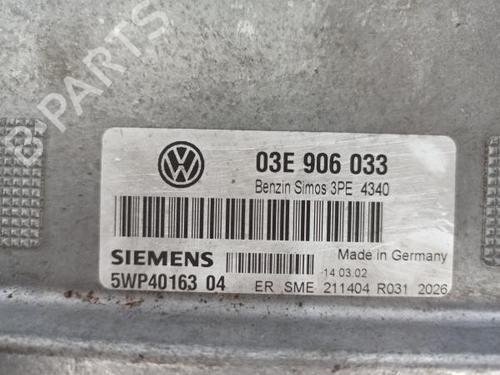 B-PARTS
VW
03E 906 033
Benzin Simos 3PE 4340
SIEMENS
Made in Germany
14.03.02
5WP40163 04
ER SME 211404 R031 2026